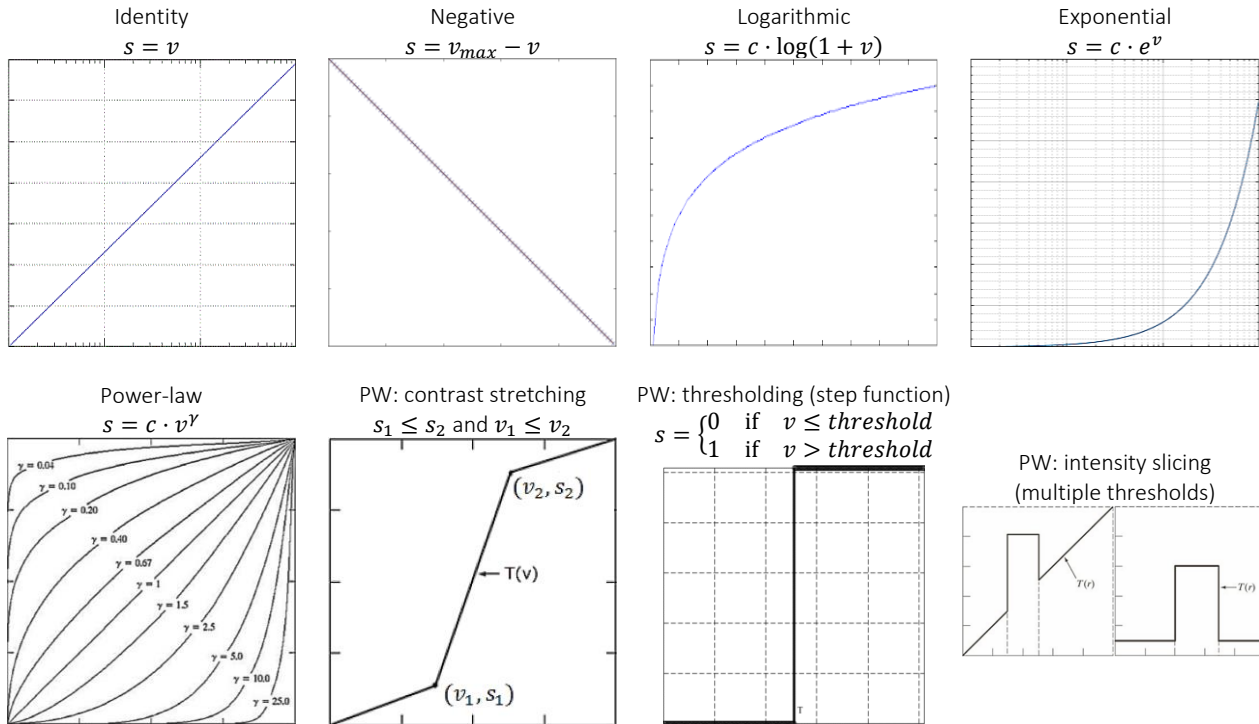 Identity
s = v
Negative
s = v_max − v
Logarithmic
s = c · log(1 + v)
Exponential
s = c · e^v
Power-law
s = c · v^γ
γ = 0.04
γ = 0.10
γ = 0.20
γ = 0.40
γ = 0.67
γ = 1
γ = 1.5
γ = 2.5
γ = 5.0
γ = 10.0
γ = 25.0
PW: contrast stretching
s₁ ≤ s₂ and v₁ ≤ v₂
(v₂, s₂)
T(v)
(v₁, s₁)
PW: thresholding (step function)
s = {0 if v ≤ threshold
1 if v > threshold
T
PW: intensity slicing
(multiple thresholds)
T(r)
T(r)